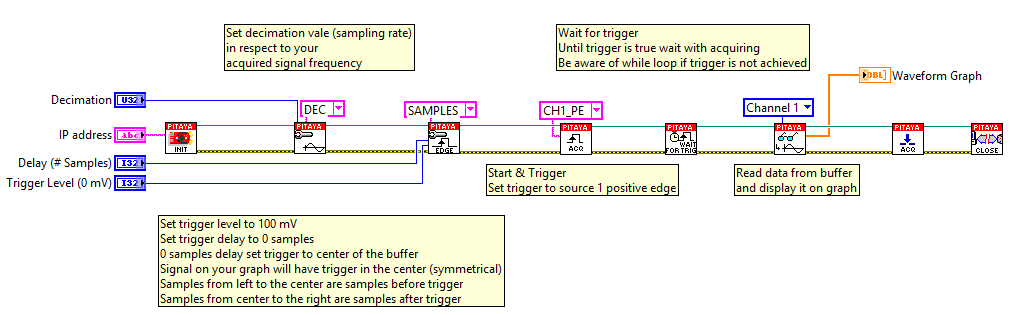 Set decimation vale (sampling rate)
in respect to your
acquired signal frequency
Wait for trigger
Until trigger is true wait with acquiring
Be aware of while loop if trigger is not achieved
DBL
Waveform Graph
Decimation
U32
DEC
SAMPLES
CH1_PE
Channel 1
IP address
abc
PITAYA
INIT
PITAYA
PITAYA
EDGE
PITAYA
ACQ
PITAYA
WAIT
FOR TRIG
PITAYA
PITAYA
ACQ
PITAYA
CLOSE
Delay (# Samples)
I32
Trigger Level (0 mV)
I32
Start & Trigger
Set trigger to source 1 positive edge
Read data from buffer
and display it on graph
Set trigger level to 100 mV
Set trigger delay to 0 samples
0 samples delay set trigger to center of the buffer
Signal on your graph will have trigger in the center (symmetrical)
Samples from left to the center are samples before trigger
Samples from center to the right are samples after trigger